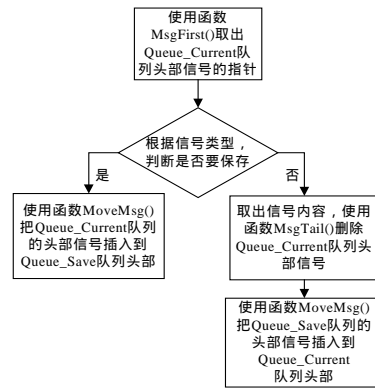 使用函数
MsgFirst()取出
Queue_Current队
列头部信号的指针
根据信号类型，
判断是否要保存
是
否
使用函数MoveMsg()
把Queue_Current队列
的头部信号插入到
Queue_Save队列头部
取出信号内容，使用
函数MsgTail()删除
Queue_Current队列头
部信号
使用函数MoveMsg()
把Queue_Save队列的
头部信号插入到
Queue_Current
队列头部